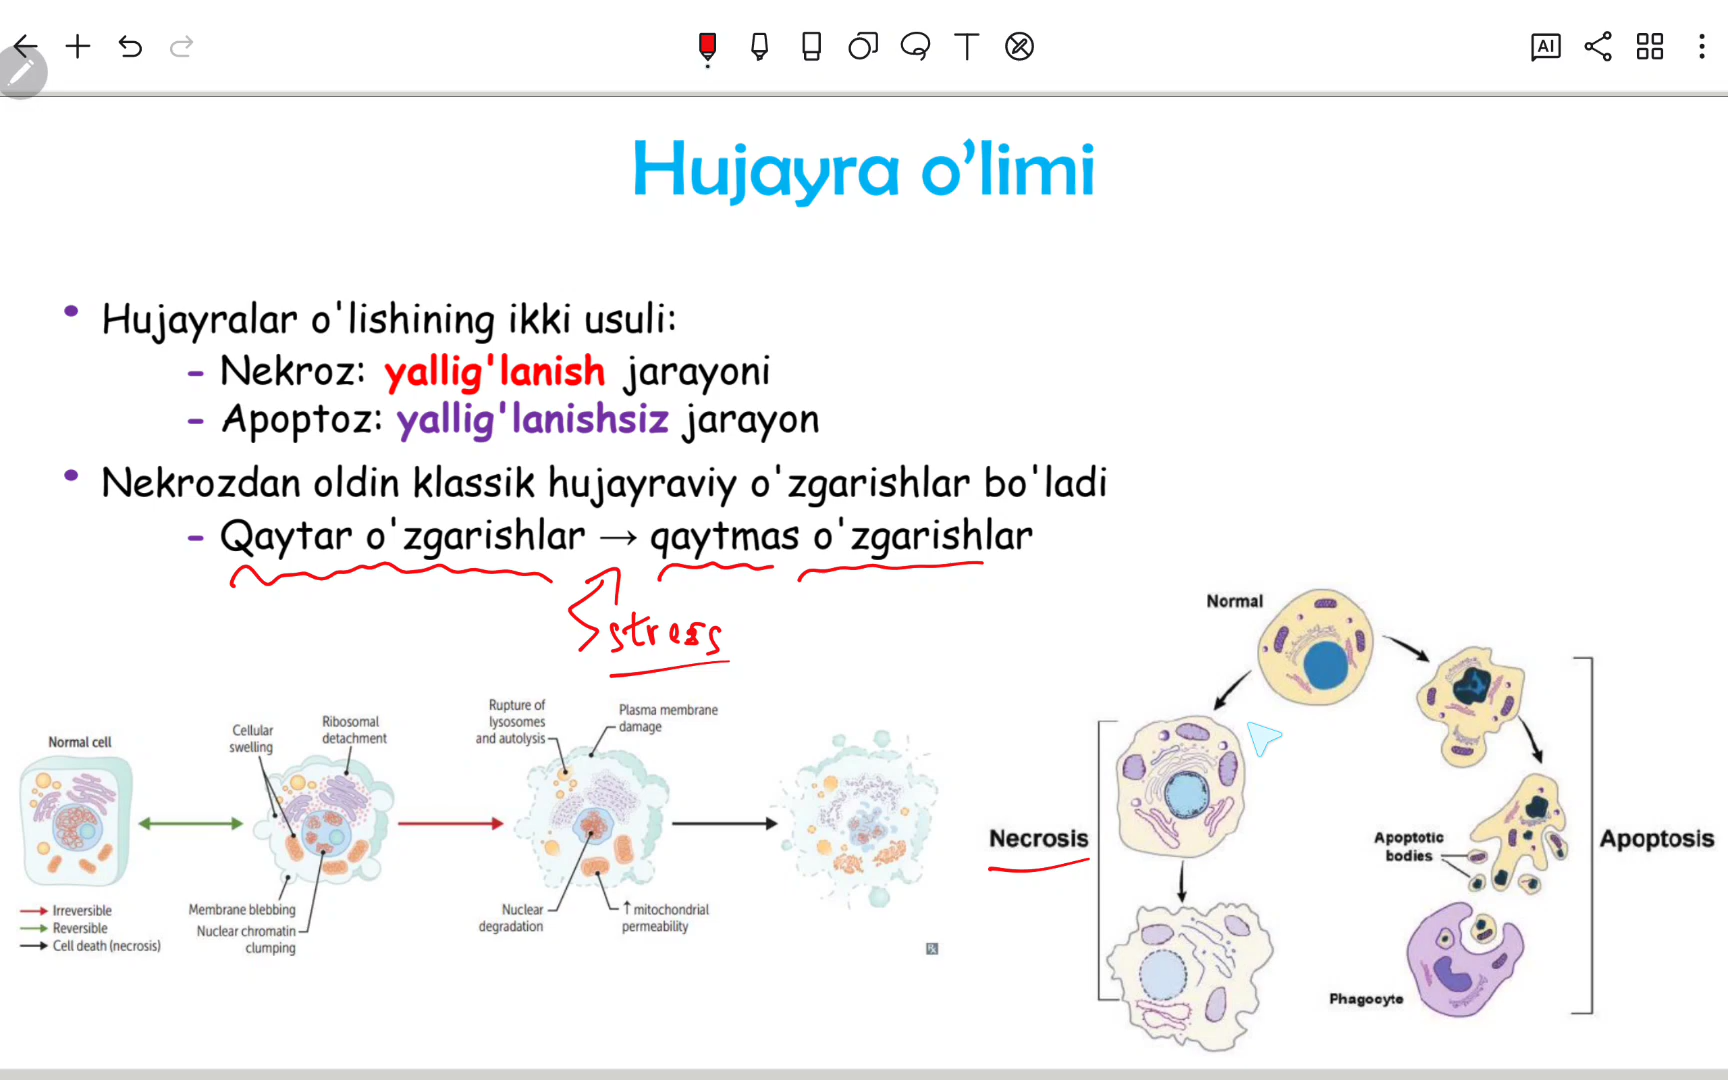 AI
Hujayra o'limi
• Hujayralar o'lishining ikki usuli:
- Nekroz: yallig'lanish jarayoni
- Apoptoz: yallig'lanishsiz jarayon
• Nekrozdan oldin klassik hujayraviy o'zgarishlar bo'ladi
- Qaytar o'zgarishlar → qaytmas o'zgarishlar
stress
Normal cell
Cellular
swelling
Ribosomal
detachment
Rupture of
lysosomes
and autolysis
Plasma membrane
damage
Irreversible
Reversible
Cell death (necrosis)
Membrane blebbing
Nuclear chromatin
clumping
Nuclear
degradation
↑ mitochondrial
permeability
Normal
Necrosis
Apoptotic
bodies
Apoptosis
Phagocyte